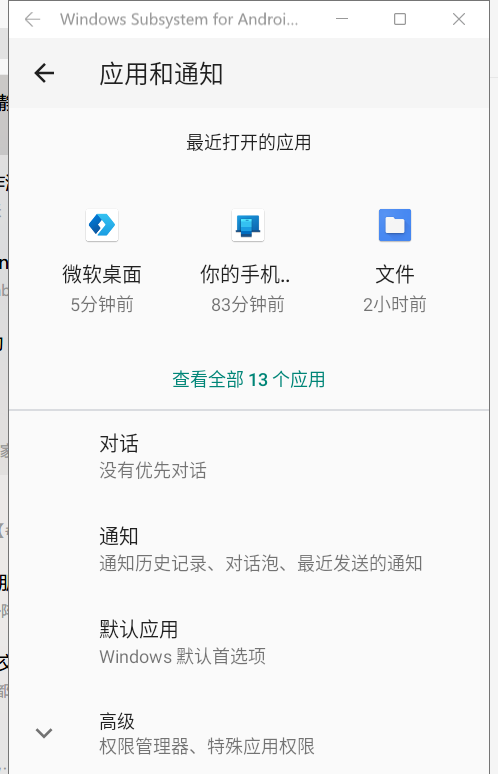 Windows Subsystem for Androi...
应用和通知
最近打开的应用
微软桌面
5分钟前
你的手机..
83分钟前
文件
2小时前
查看全部 13 个应用
对话
没有优先对话
通知
通知历史记录、对话泡、最近发送的通知
默认应用
Windows 默认首选项
高级
权限管理器、特殊应用权限